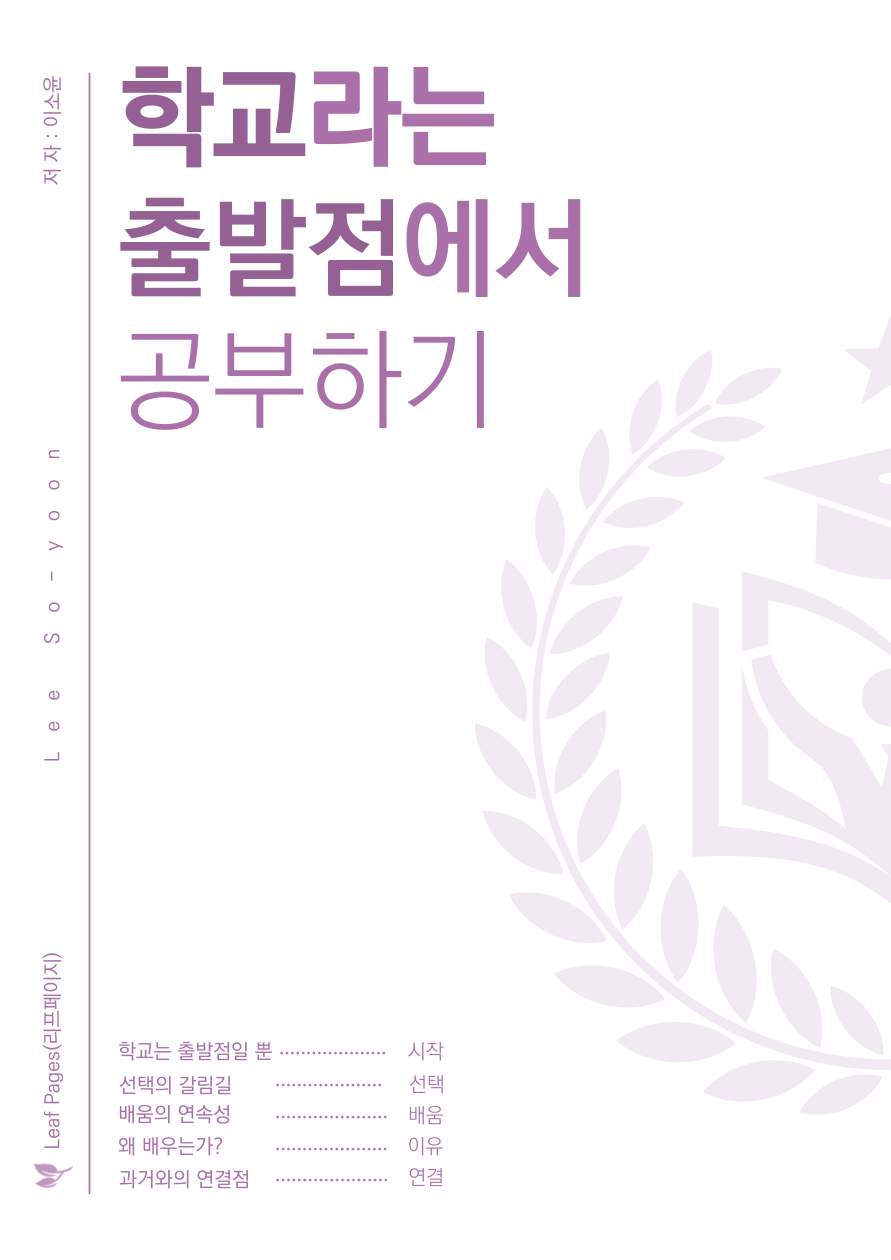 학교라는
출발점에서
공부하기
저 자 : 이소윤
Lee So-yoon
Leaf Pages(리프페이지)
학교는 출발점일 뿐 ···················· 시작
선택의 갈림길 ···················· 선택
배움의 연속성 ····················· 배움
왜 배우는가? ····················· 이유
과거와의 연결점 ····················· 연결